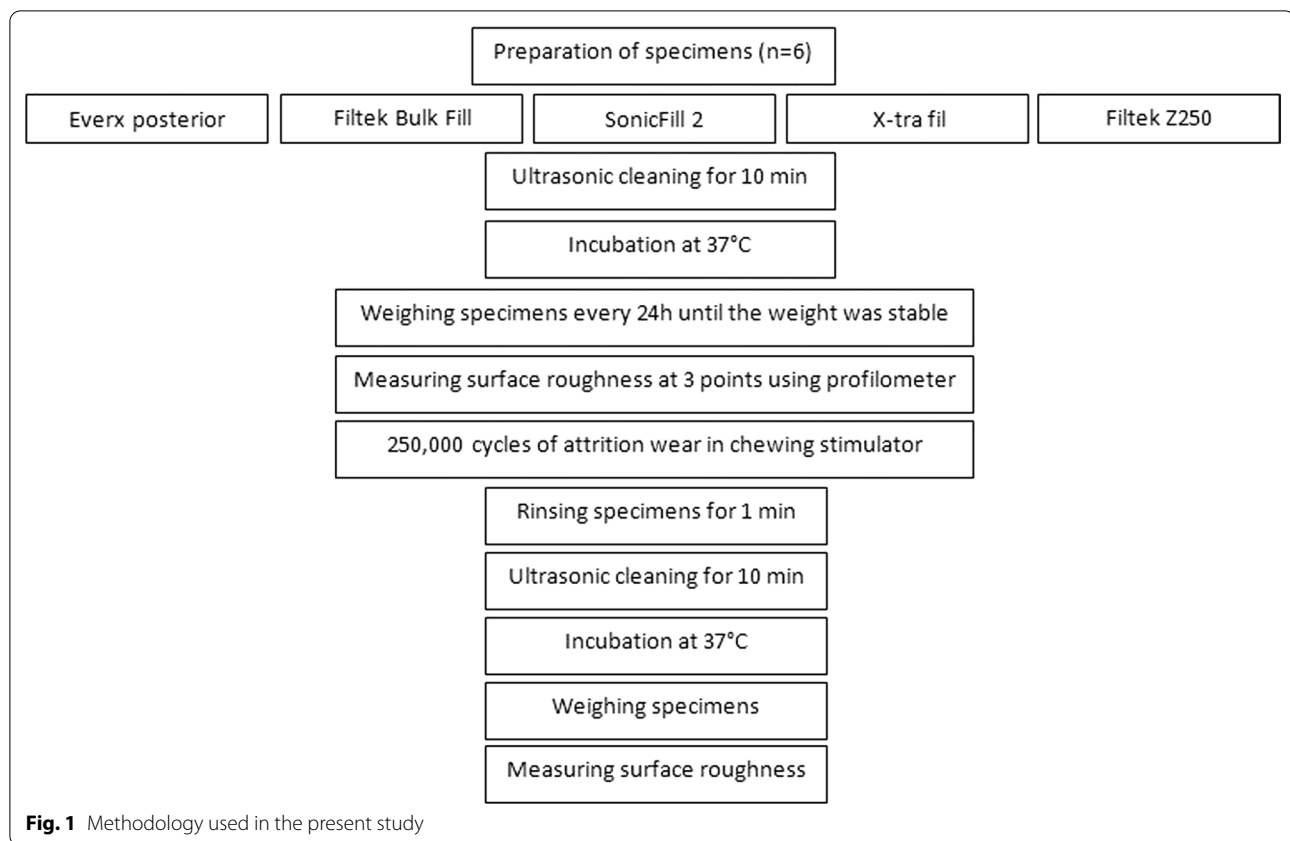 Preparation of specimens (n=6)
Everx posterior
Filtek Bulk Fill
SonicFill 2
X-tra fil
Filtek Z250
Ultrasonic cleaning for 10 min
Incubation at 37°C
Weighing specimens every 24h until the weight was stable
Measuring surface roughness at 3 points using profilometer
250,000 cycles of attrition wear in chewing stimulator
Rinsing specimens for 1 min
Ultrasonic cleaning for 10 min
Incubation at 37°C
Weighing specimens
Measuring surface roughness
Fig. 1 Methodology used in the present study